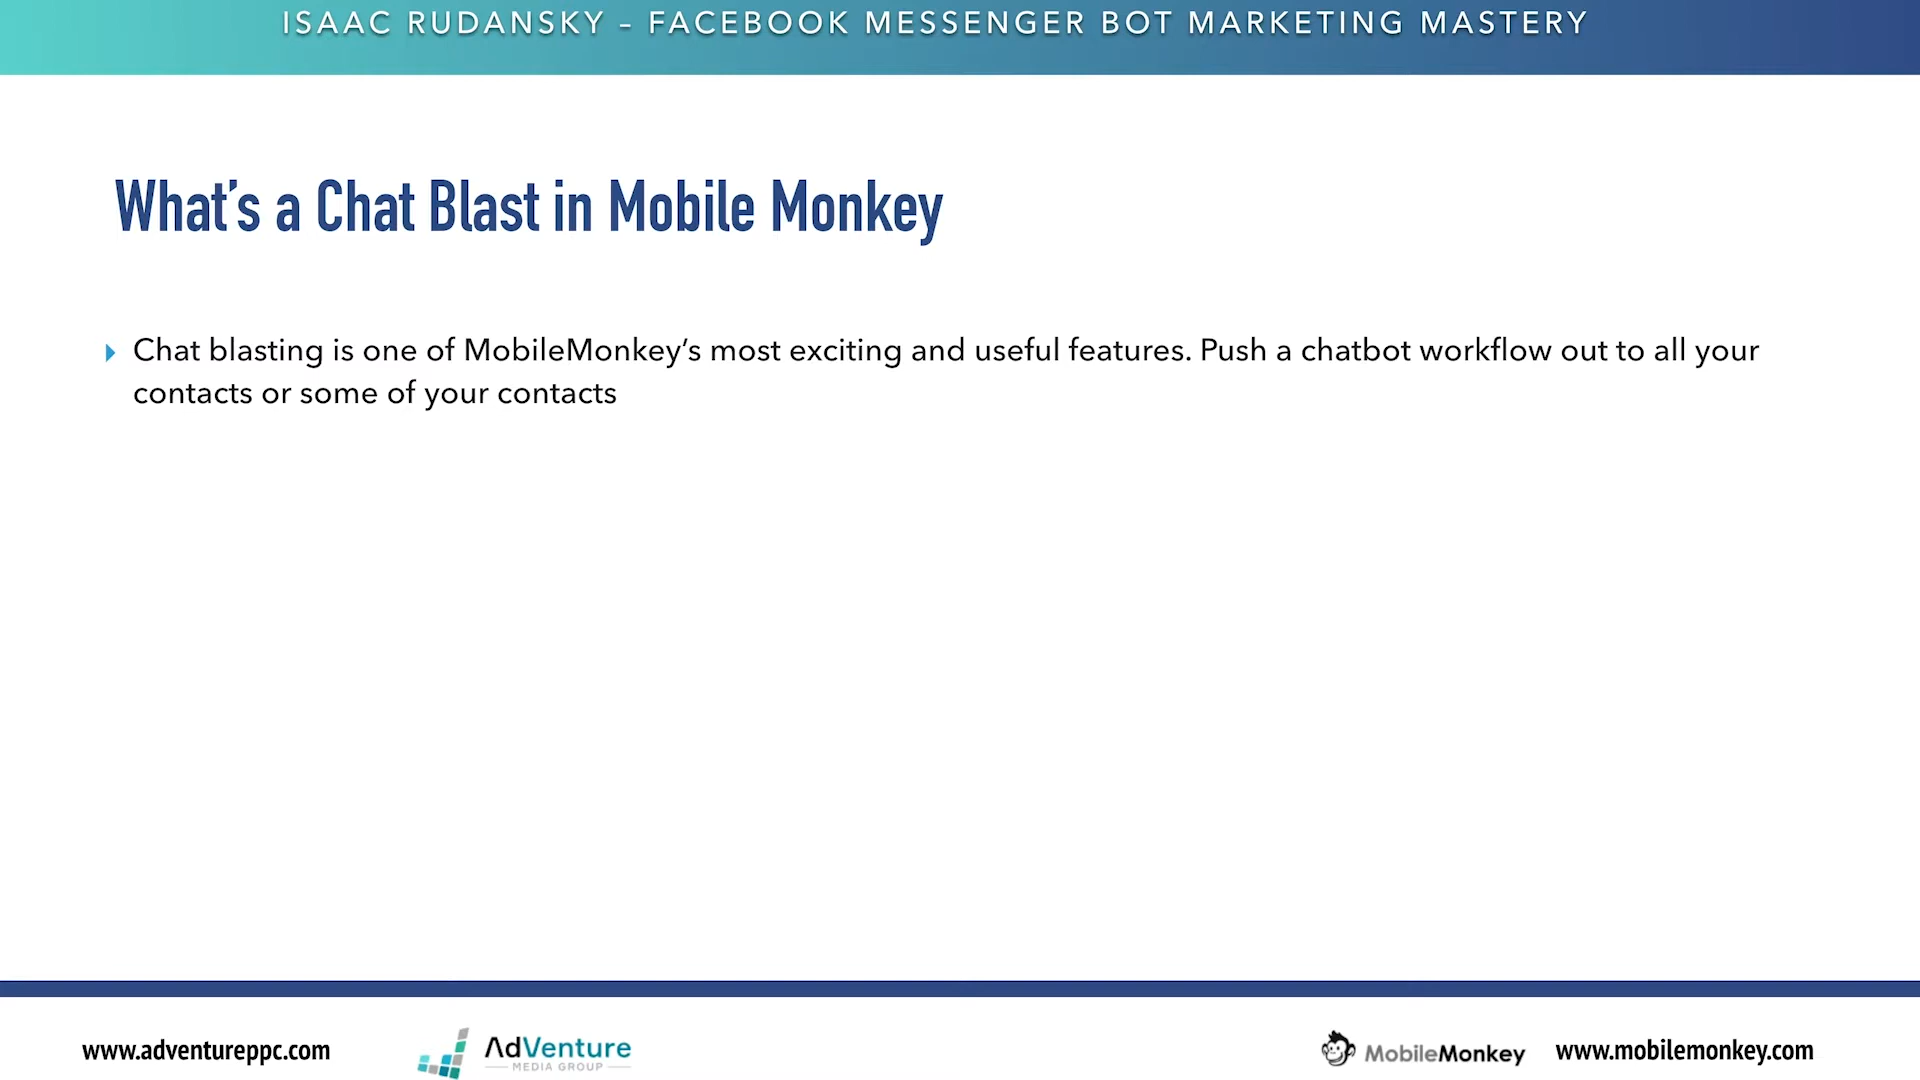 ISAAC RUDANSKY – FACEBOOK MESSENGER BOT MARKETING MASTERY
What’s a Chat Blast in Mobile Monkey
Chat blasting is one of MobileMonkey’s most exciting and useful features. Push a chatbot workflow out to all your
contacts or some of your contacts
www.adventureppc.com
AdVenture
MEDIA GROUP
MobileMonkey
www.mobilemonkey.com